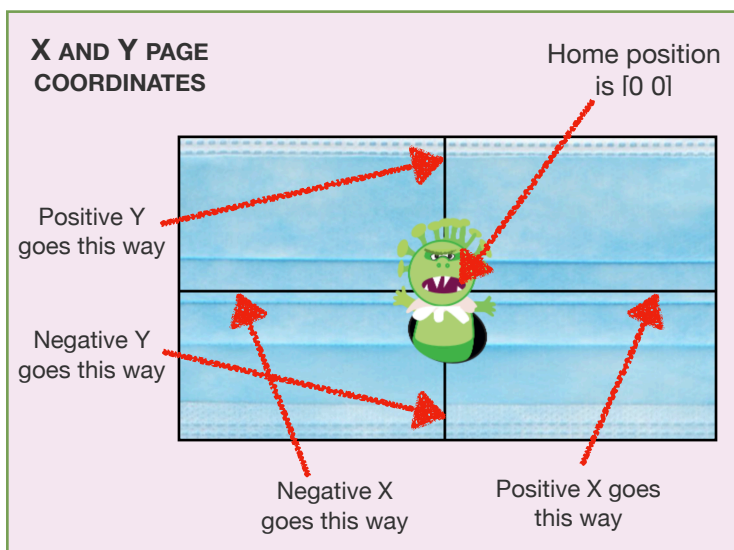 X AND Y PAGE
COORDINATES
Home position
is [0 0]
Positive Y
goes this way
Negative Y
goes this way
Negative X
goes this way
Positive X goes
this way